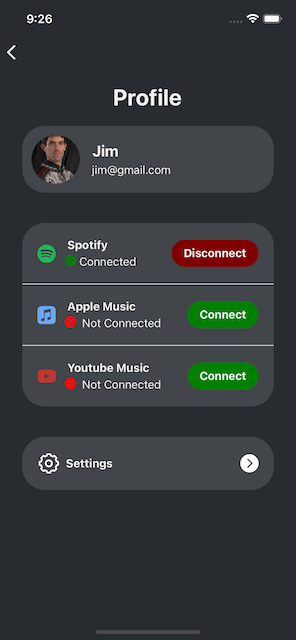 9:26
Profile
Jim
jim@gmail.com
Spotify
Connected
Disconnect
Apple Music
Not Connected
Connect
Youtube Music
Not Connected
Connect
Settings